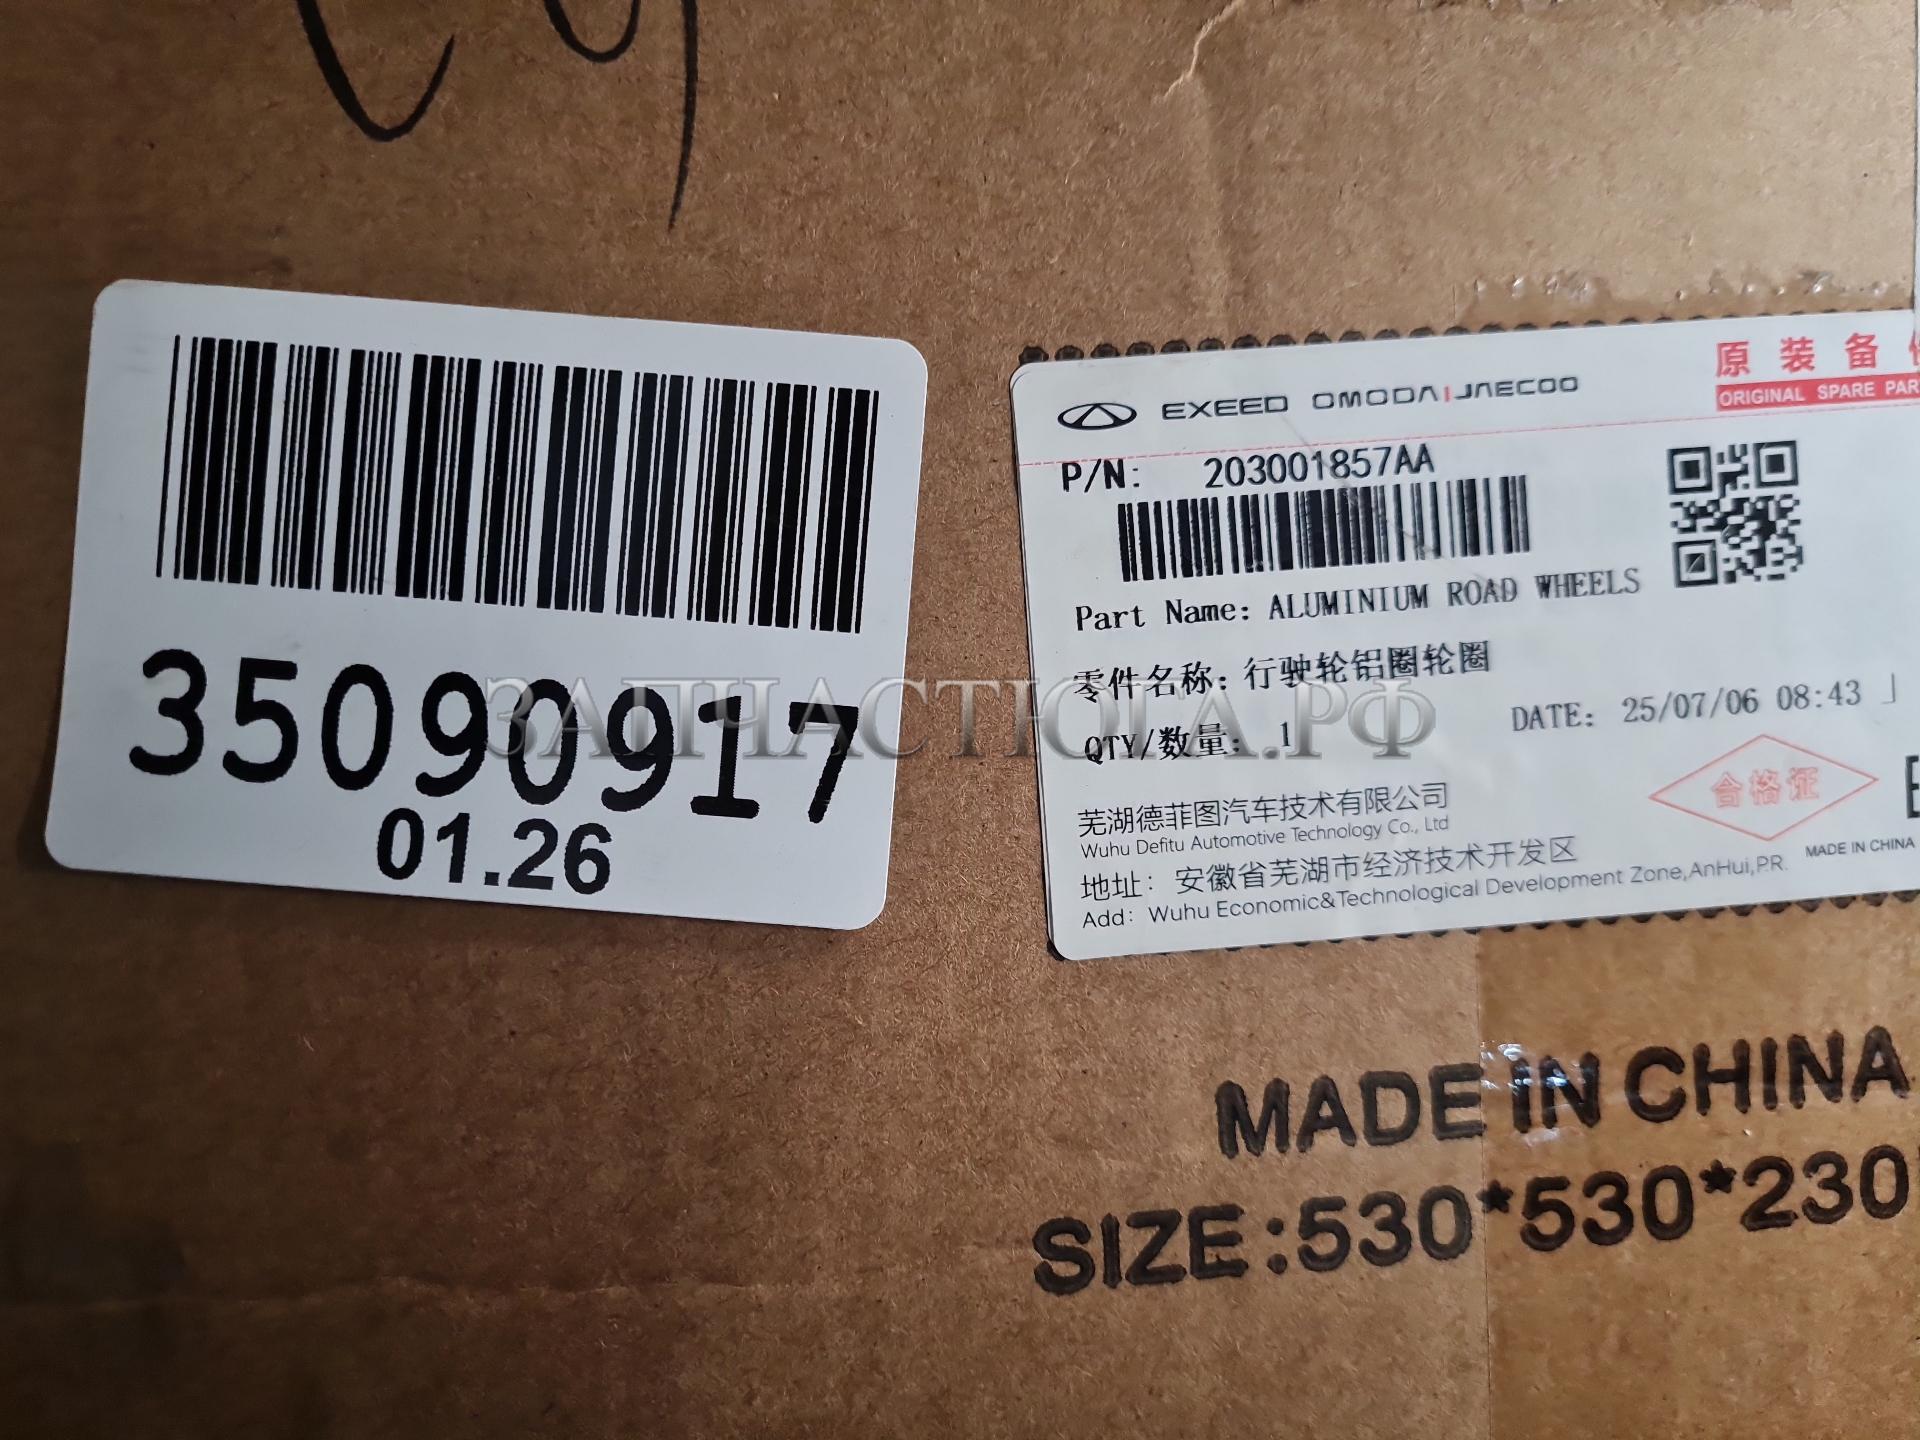 35090917
01.26
EXEED OMODA|JAECOO
原装备
ORIGINAL SPARE PAR
P/N: 203001857AA
Part Name: ALUMINIUM ROAD WHEELS
零件名称: 行驶轮铝圈轮圈
QTY/数量: 1
DATE: 25/07/06 08:43
合格证
芜湖德菲图汽车技术有限公司
Wuhu Defitu Automotive Technology Co., Ltd
地址: 安徽省芜湖市经济技术开发区
Add: Wuhu Economic&Technological Development Zone,AnHui,P.R.
MADE IN CHINA
ЗАПЧАСТЮГА.РФ
MADE IN CHINA
SIZE:530*530*230